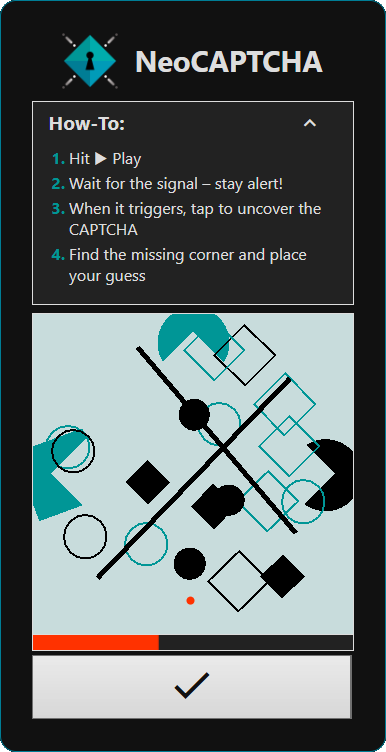 NeoCAPTCHA
How-To:
1. Hit ▶ Play
2. Wait for the signal – stay alert!
3. When it triggers, tap to uncover the
CAPTCHA
4. Find the missing corner and place
your guess